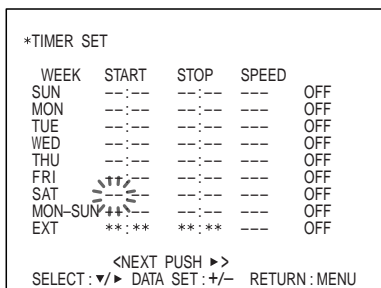 *TIMER SET
WEEK START STOP SPEED
SUN --:-- --:-- --- OFF
MON --:-- --:-- --- OFF
TUE --:-- --:-- --- OFF
WED --:-- --:-- --- OFF
THU --:-- --:-- --- OFF
FRI --:-- --:-- --- OFF
SAT --:-- --:-- --- OFF
MON–SUN --:-- --:-- --- OFF
EXT **:** **:** --- OFF
<NEXT PUSH ►>
SELECT : ▼/► DATA SET : +/– RETURN : MENU